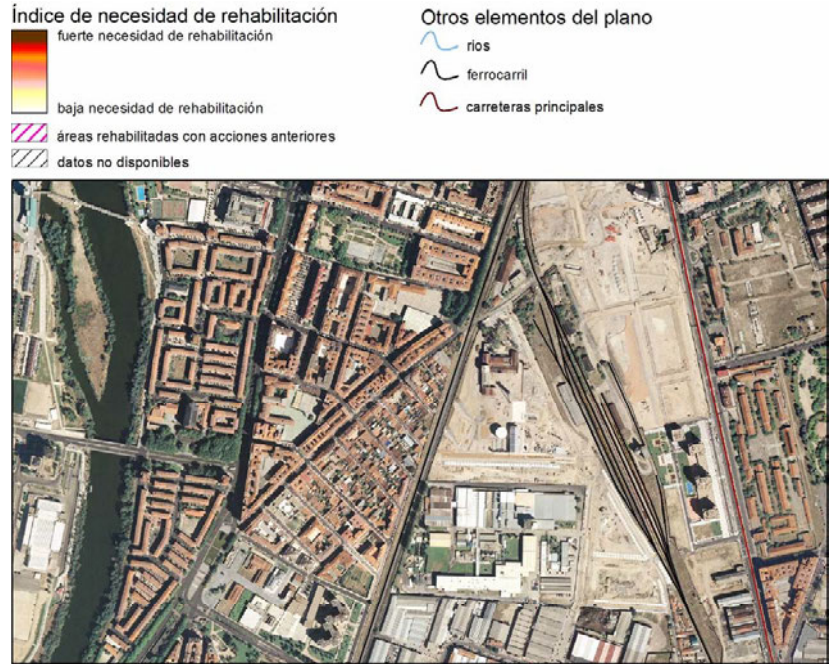 Índice de necesidad de rehabilitación
fuerte necesidad de rehabilitación
baja necesidad de rehabilitación
áreas rehabilitadas con acciones anteriores
datos no disponibles
Otros elementos del plano
rios
ferrocarril
carreteras principales